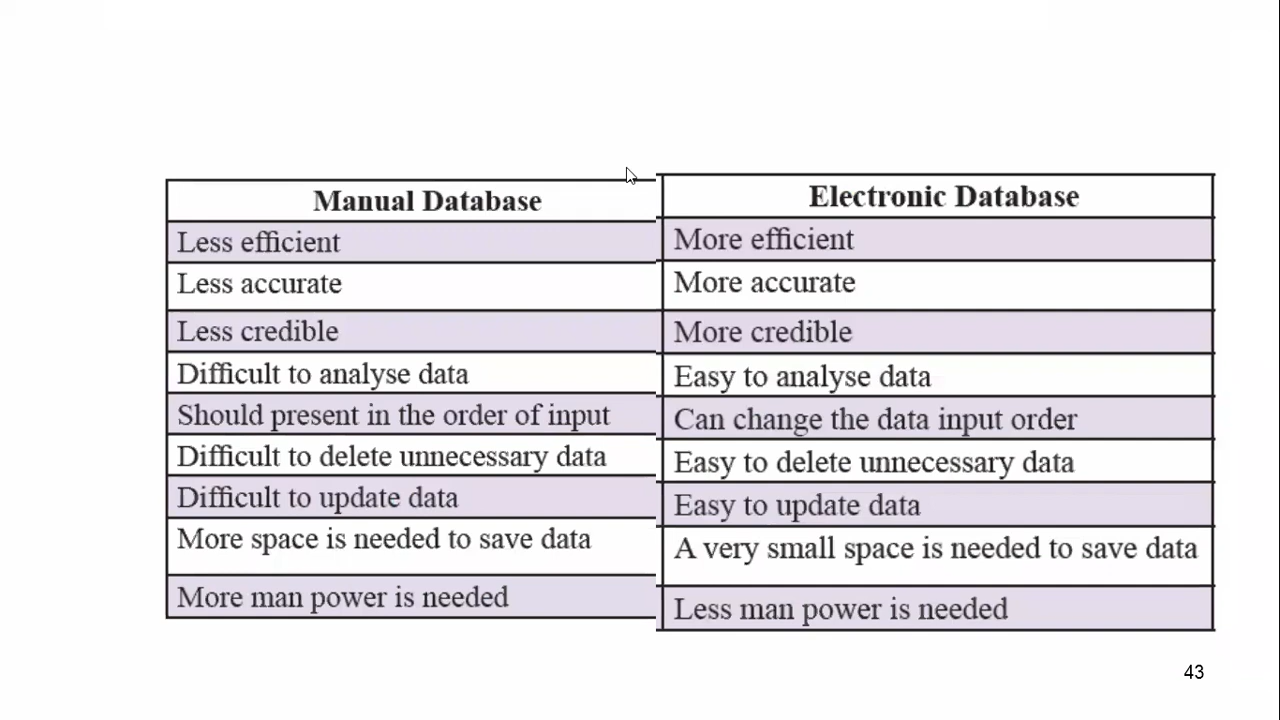 Manual Database
Electronic Database
Less efficient
More efficient
Less accurate
More accurate
Less credible
More credible
Difficult to analyse data
Easy to analyse data
Should present in the order of input
Can change the data input order
Difficult to delete unnecessary data
Easy to delete unnecessary data
Difficult to update data
Easy to update data
More space is needed to save data
A very small space is needed to save data
More man power is needed
Less man power is needed
43